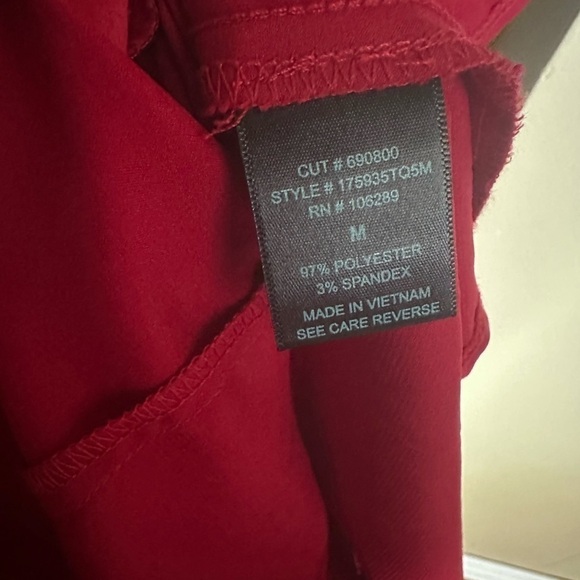 CUT # 690800
STYLE # 175935TQ5M
RN # 106289
M
97% POLYESTER
3% SPANDEX
MADE IN VIETNAM
SEE CARE REVERSE